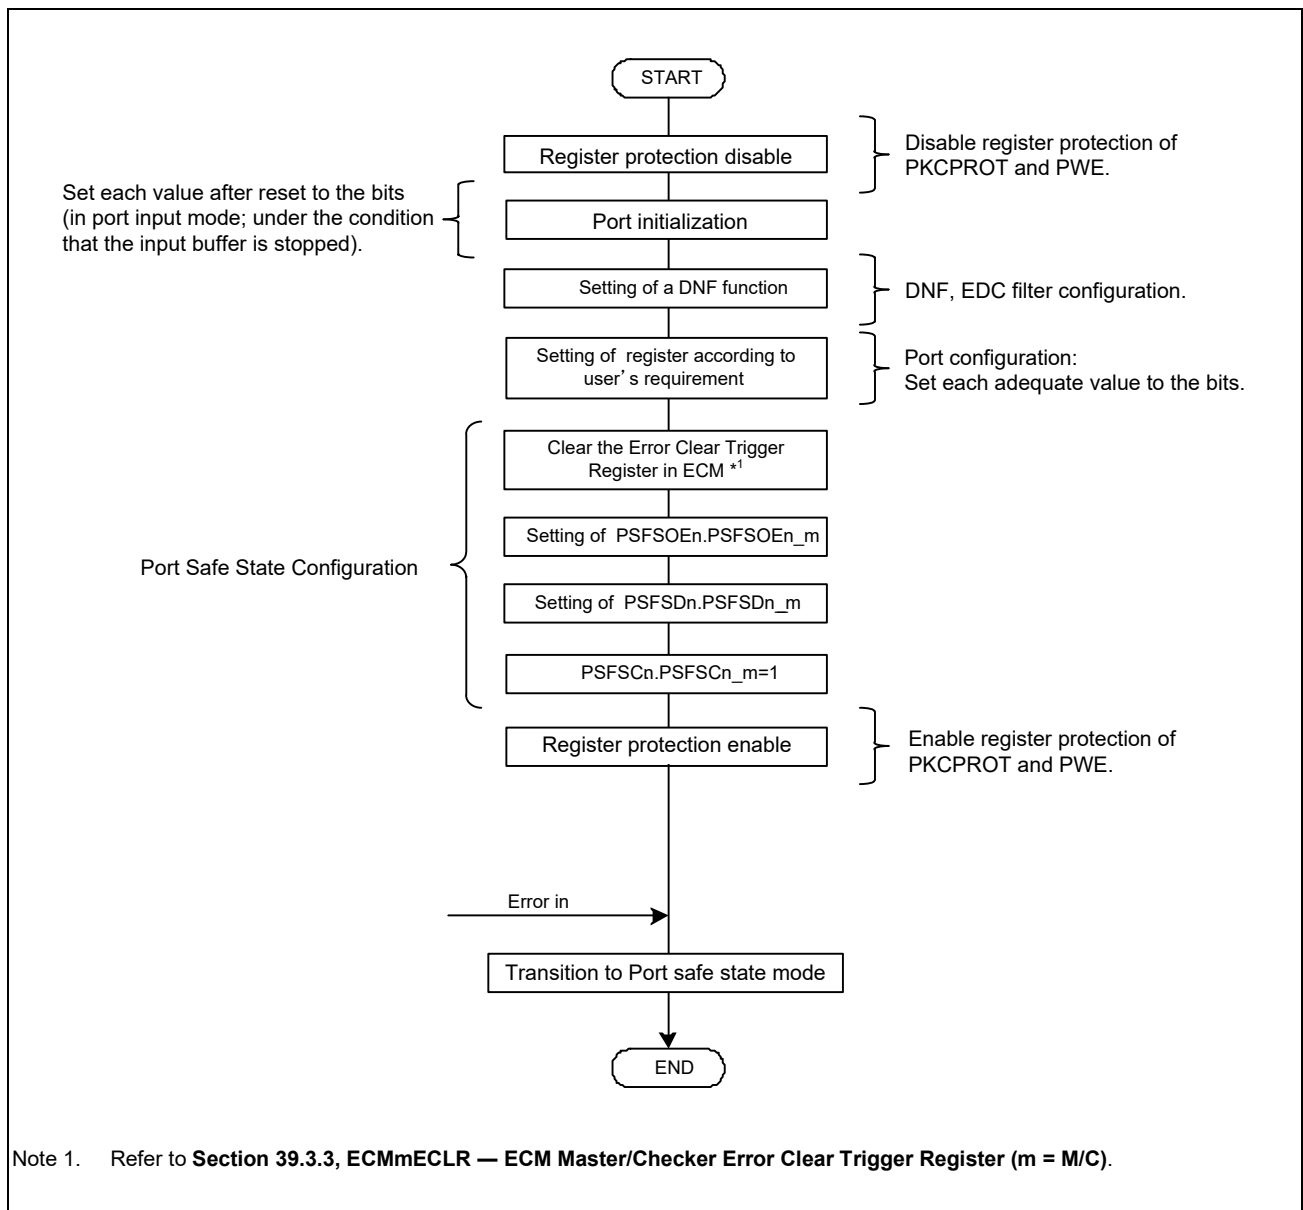 START
Register protection disable
Disable register protection of
PKCPROT and PWE.
Set each value after reset to the bits
(in port input mode; under the condition
that the input buffer is stopped).
Port initialization
Setting of a DNF function
DNF, EDC filter configuration.
Setting of register according to
user's requirement
Port configuration:
Set each adequate value to the bits.
Clear the Error Clear Trigger
Register in ECM *1
Setting of PSFSOEn.PSFSOEn_m
Port Safe State Configuration
Setting of PSFSDn.PSFSDn_m
PSFSCn.PSFSCn_m=1
Register protection enable
Enable register protection of
PKCPROT and PWE.
Error in
Transition to Port safe state mode
END
Note 1. Refer to Section 39.3.3, ECMmECLR — ECM Master/Checker Error Clear Trigger Register (m = M/C).